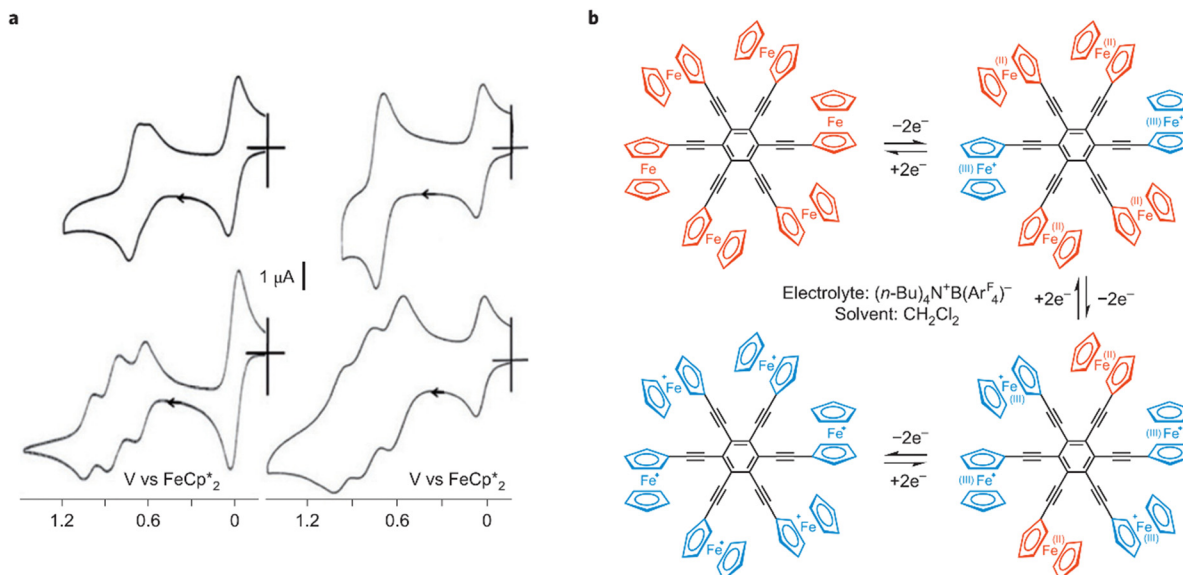 a
1 μA
V vs FeCp*2
V vs FeCp*2
1.2 0.6 0
1.2 0.6 0
b
Fe Fe Fe Fe Fe Fe
−2e−
+2e−
(II) Fe Fe(II) (III)Fe+ (III)Fe+ Fe(II) Fe(II)
Electrolyte: (n-Bu)4N+B(ArF4)−
Solvent: CH2Cl2
+2e− −2e−
+Fe Fe+ Fe+ Fe+ Fe+ +Fe
−2e−
+2e−
+Fe(III) Fe(II) (III)Fe+ (III)Fe+ Fe(II) +Fe(III)